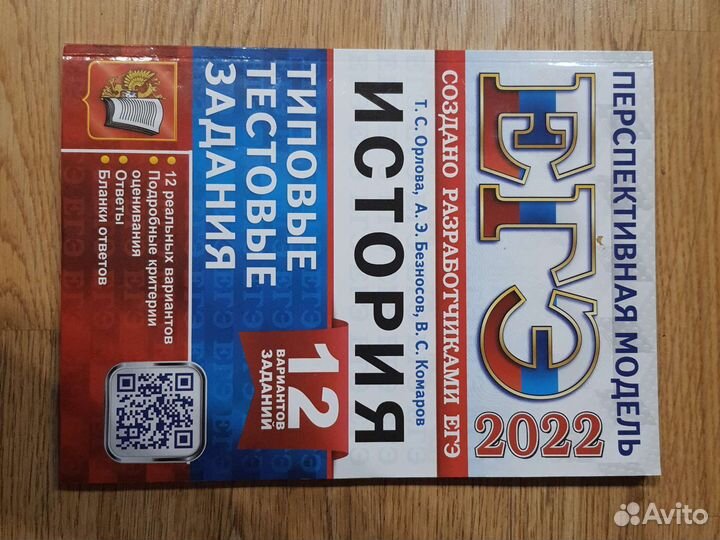 ПЕРСПЕКТИВНАЯ МОДЕЛЬ
ЕГЭ
2022
СОЗДАНО РАЗРАБОТЧИКАМИ ЕГЭ
Т. С. Орлова, А. Э. Безносов, В. С. Комаров
ИСТОРИЯ
ТИПОВЫЕ
ТЕСТОВЫЕ
ЗАДАНИЯ
12
ВАРИАНТОВ
ЗАДАНИЙ
12 реальных вариантов
Подробные критерии
оценивания
Ответы
Бланки ответов
Avito